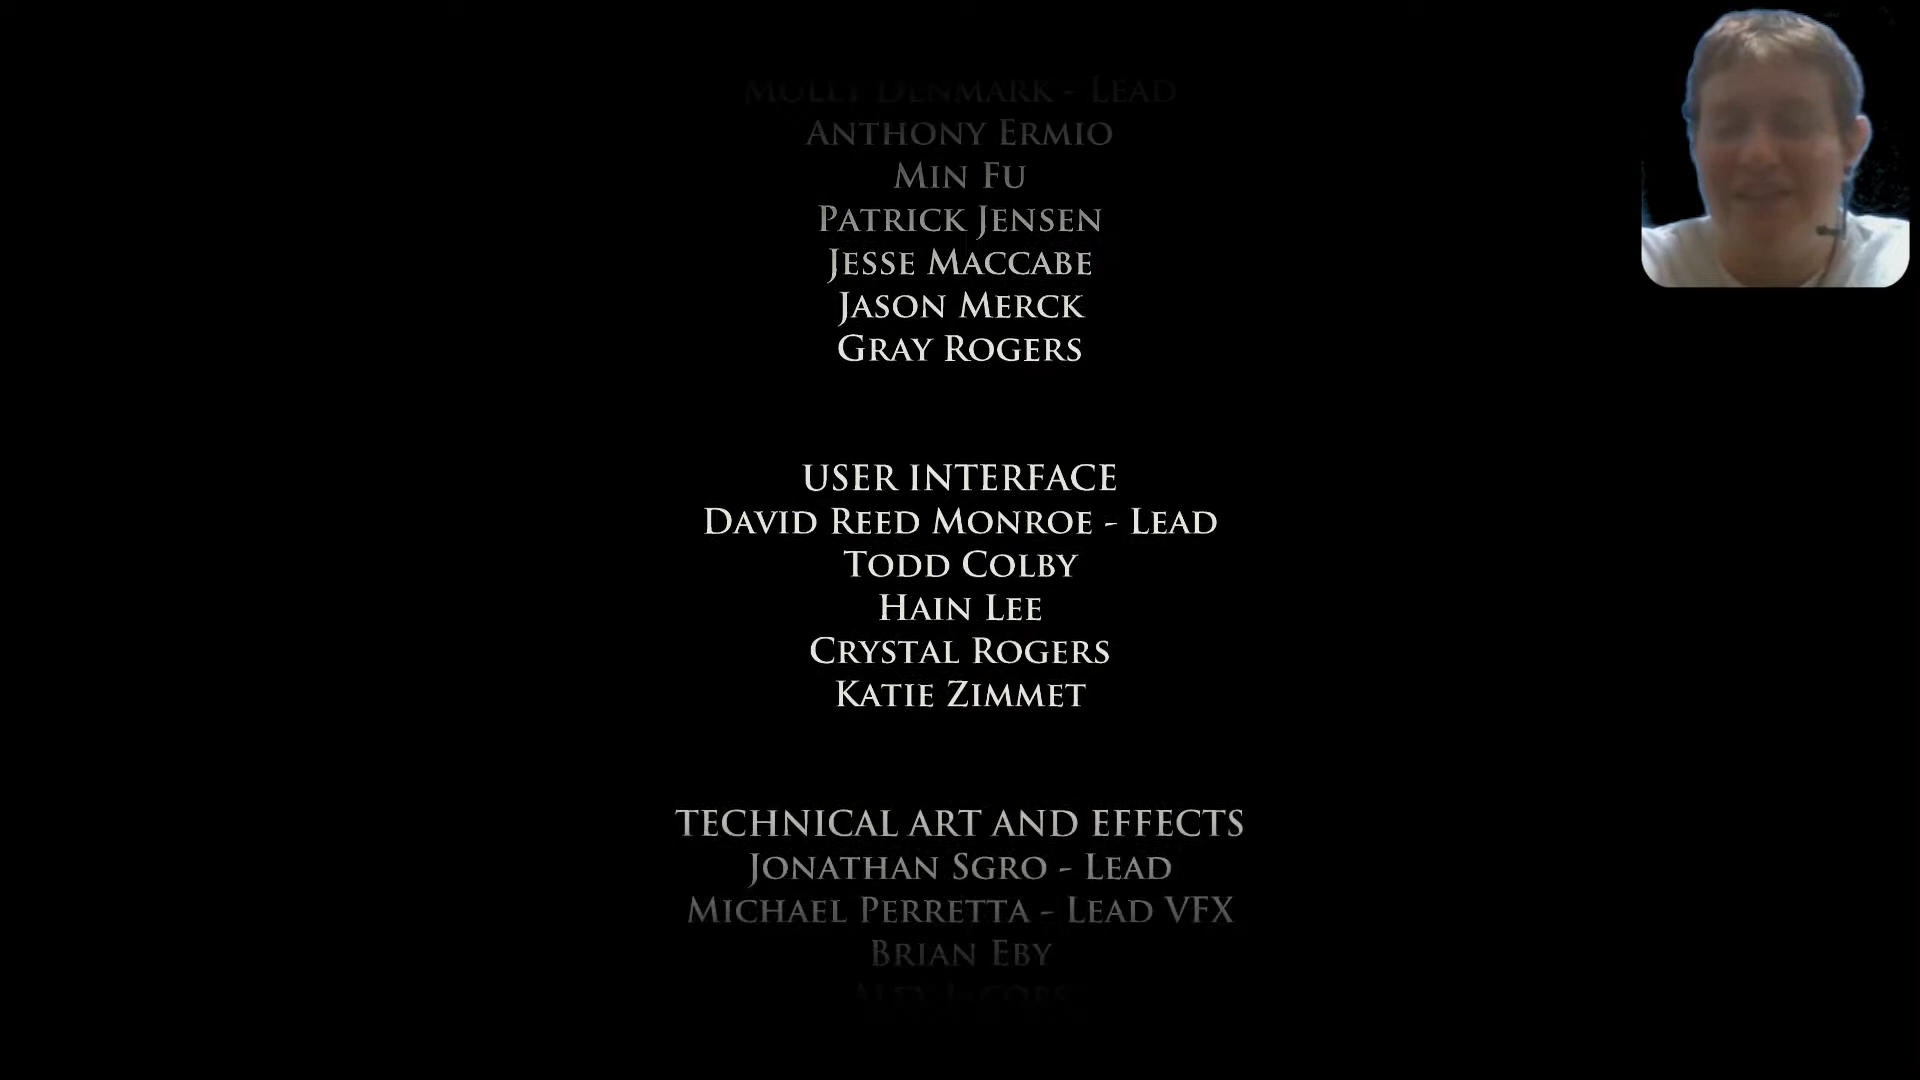 Molly Denmark - Lead
Anthony Ermio
Min Fu
Patrick Jensen
Jesse Maccabe
Jason Merck
Gray Rogers
USER INTERFACE
David Reed Monroe - Lead
Todd Colby
Hain Lee
Crystal Rogers
Katie Zimmet
TECHNICAL ART AND EFFECTS
Jonathan Sgro - Lead
Michael Perretta - Lead VFX
Brian Eby
Alex Jacobs